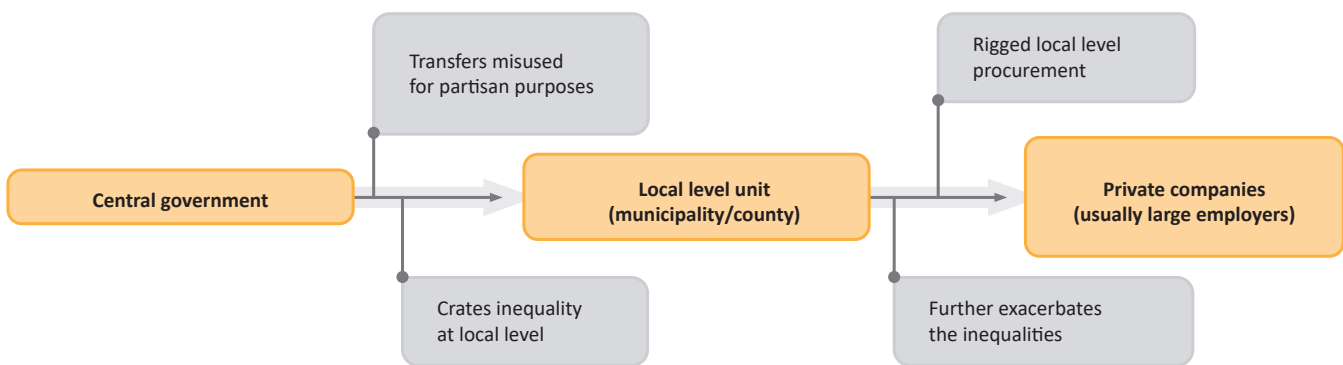 Transfers misused
for partisan purposes
Rigged local level
procurement
Central government
Local level unit
(municipality/county)
Private companies
(usually large employers)
Crates inequality
at local level
Further exacerbates
the inequalities